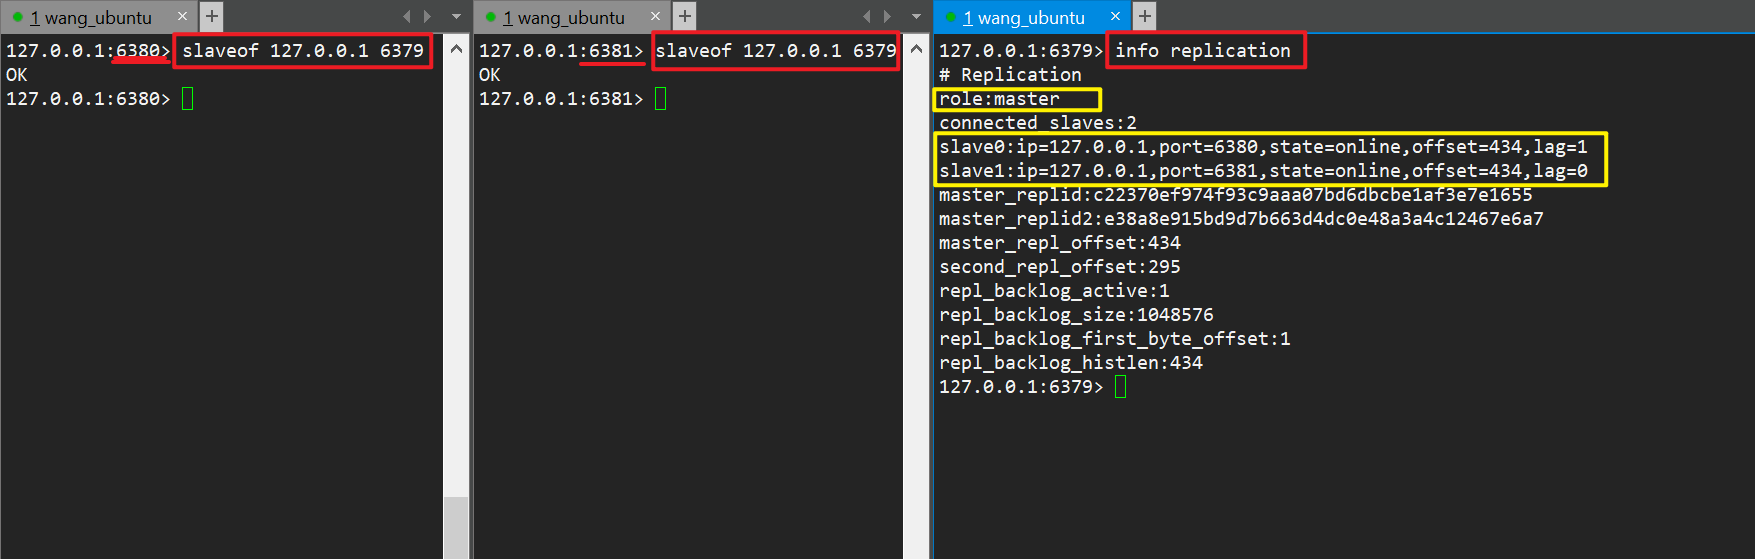 1 wang_ubuntu
127.0.0.1:6380> slaveof 127.0.0.1 6379
OK
127.0.0.1:6380>
1 wang_ubuntu
127.0.0.1:6381> slaveof 127.0.0.1 6379
OK
127.0.0.1:6381>
1 wang_ubuntu
127.0.0.1:6379> info replication
# Replication
role:master
connected_slaves:2
slave0:ip=127.0.0.1,port=6380,state=online,offset=434,lag=1
slave1:ip=127.0.0.1,port=6381,state=online,offset=434,lag=0
master_replid:c22370ef974f93c9aaa07bd6dbcbe1af3e7e1655
master_replid2:e38a8e915bd9d7b663d4dc0e48a3a4c12467e6a7
master_repl_offset:434
second_repl_offset:295
repl_backlog_active:1
repl_backlog_size:1048576
repl_backlog_first_byte_offset:1
repl_backlog_histlen:434
127.0.0.1:6379>